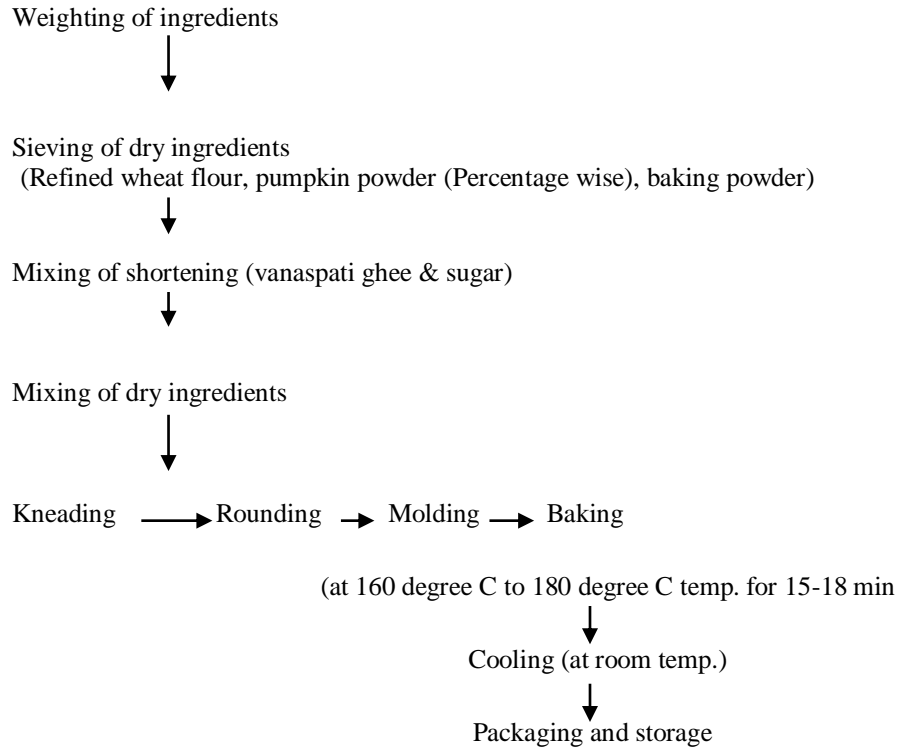 Weighting of ingredients
Sieving of dry ingredients
(Refined wheat flour, pumpkin powder (Percentage wise), baking powder)
Mixing of shortening (vanaspati ghee & sugar)
Mixing of dry ingredients
Kneading Rounding Molding Baking
(at 160 degree C to 180 degree C temp. for 15-18 min
Cooling (at room temp.)
Packaging and storage